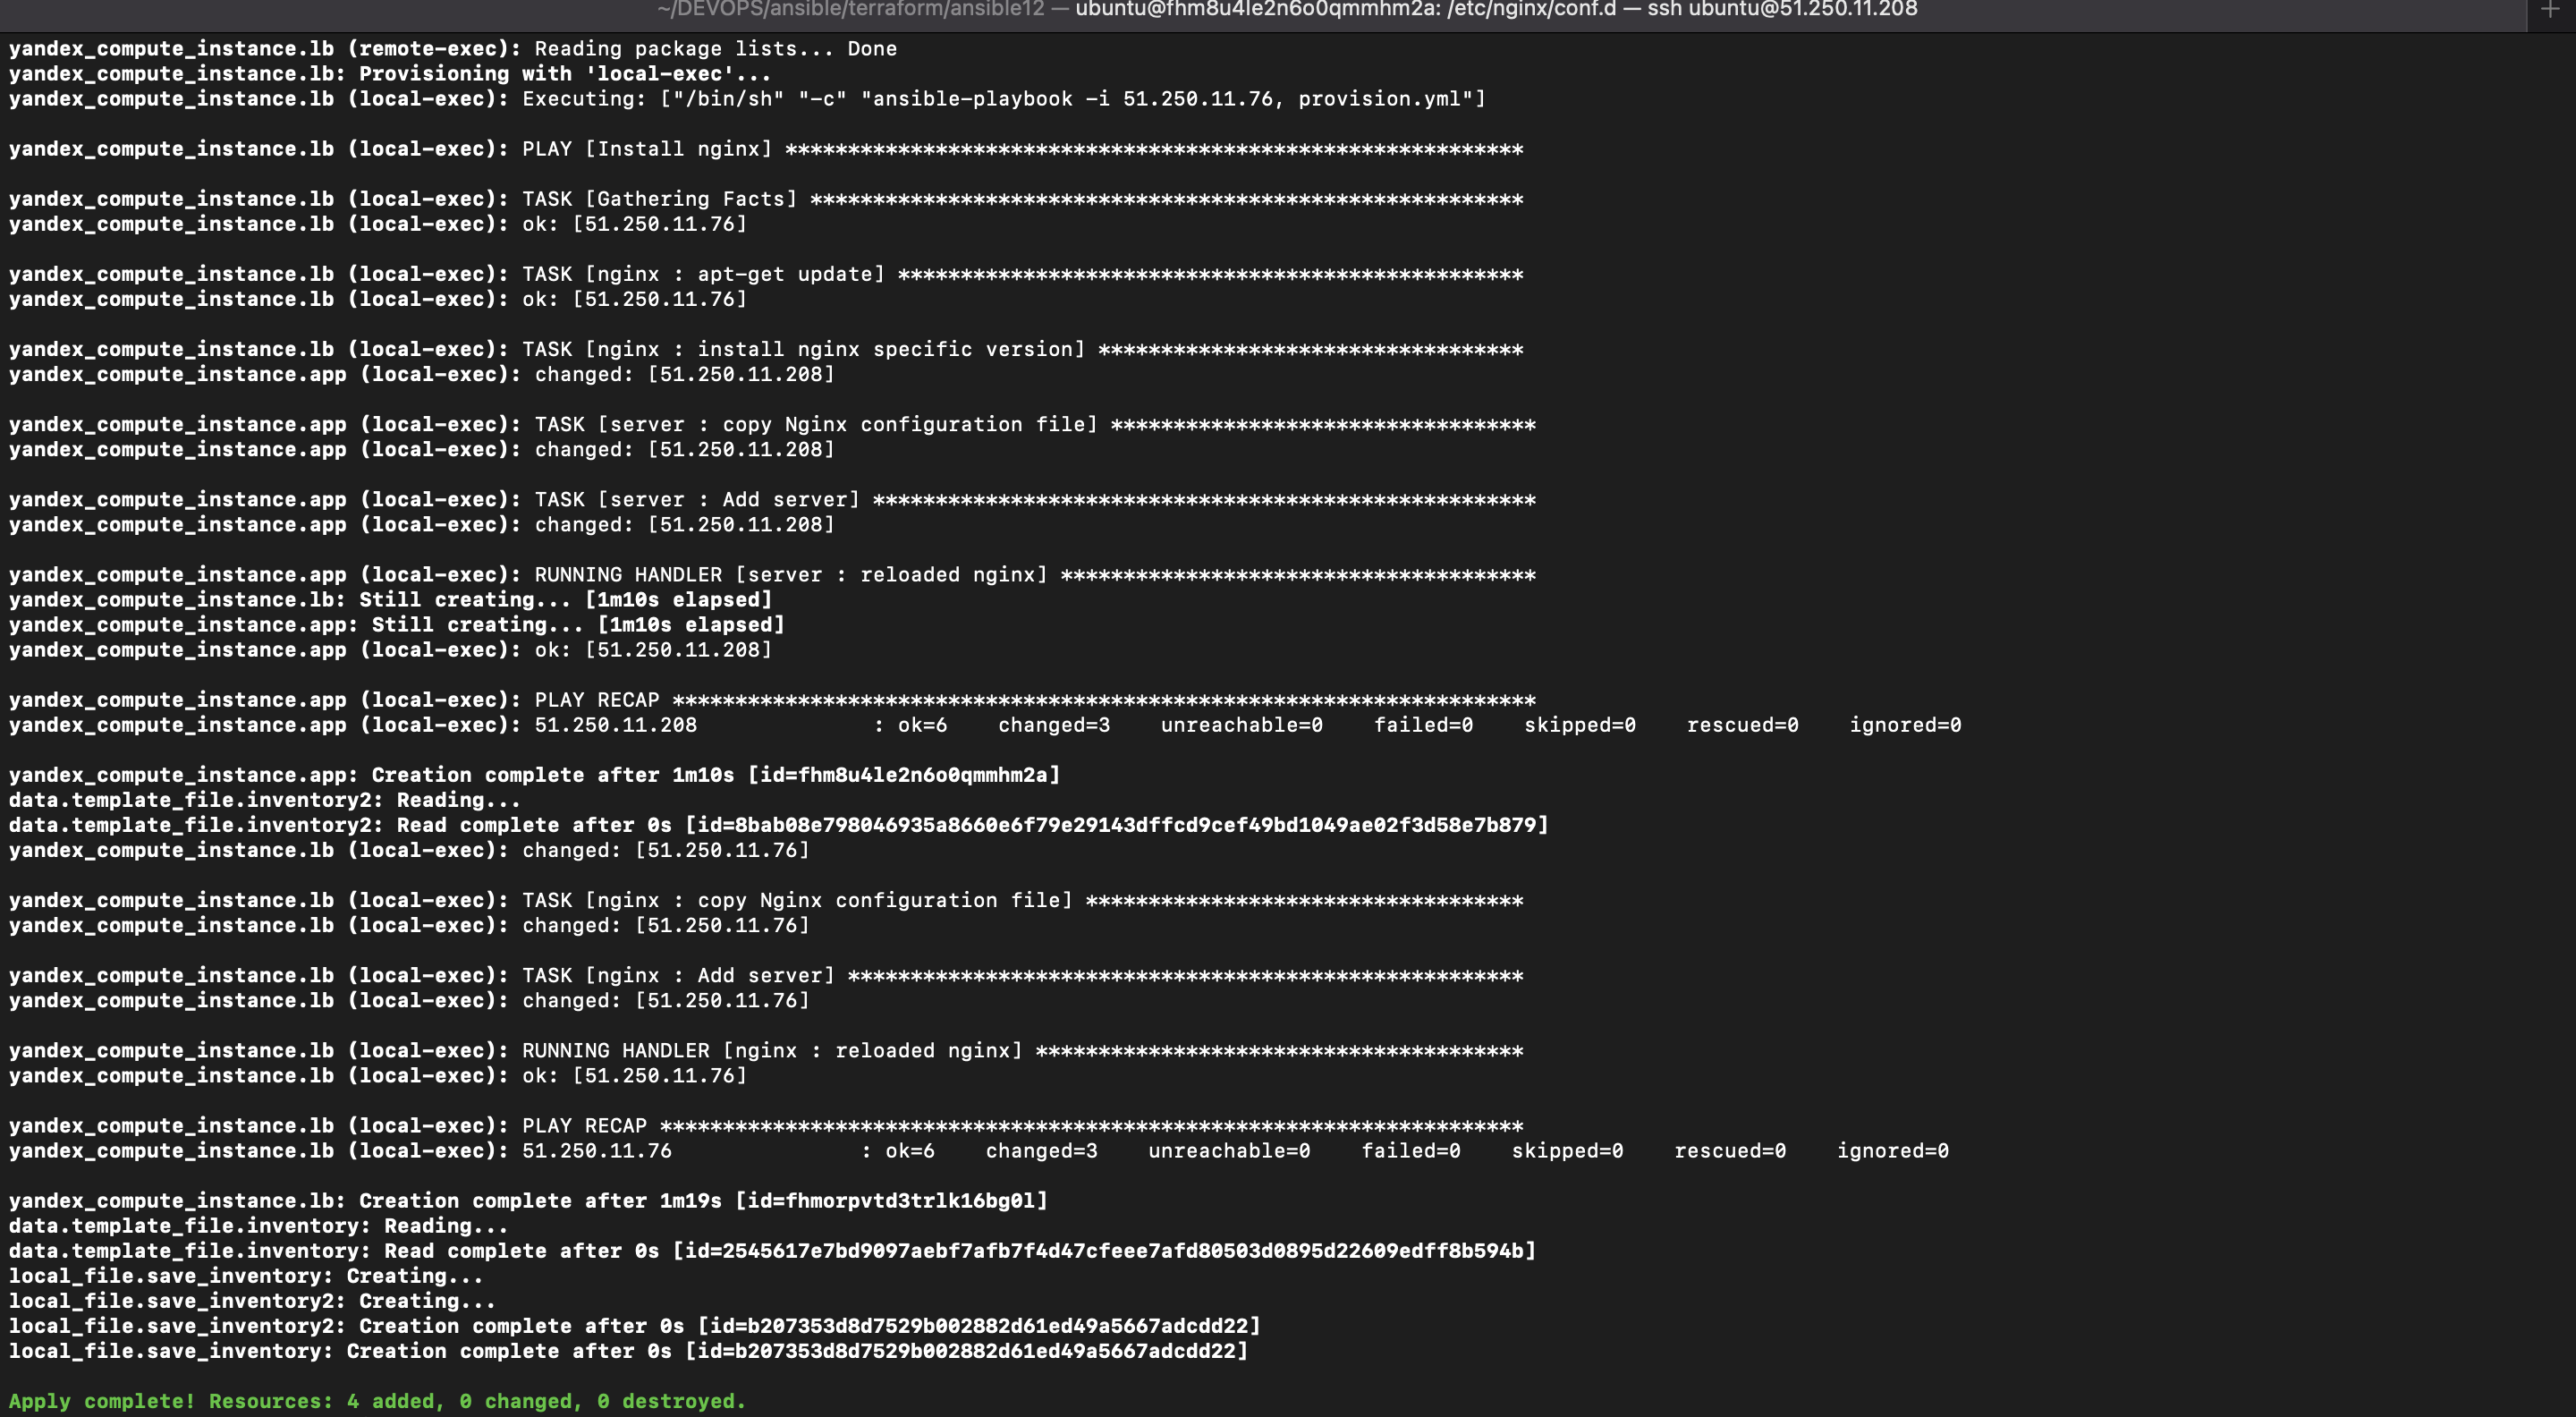 ~/DEVOPS/ansible/terraform/ansible12 — ubuntu@fhm8u4le2n6o0qmmhm2a: /etc/nginx/conf.d — ssh ubuntu@51.250.11.208
yandex_compute_instance.lb (remote-exec): Reading package lists... Done
yandex_compute_instance.lb: Provisioning with 'local-exec'...
yandex_compute_instance.lb (local-exec): Executing: ["/bin/sh" "-c" "ansible-playbook -i 51.250.11.76, provision.yml"]
yandex_compute_instance.lb (local-exec): PLAY [Install nginx] ***********************************************************
yandex_compute_instance.lb (local-exec): TASK [Gathering Facts] *********************************************************
yandex_compute_instance.lb (local-exec): ok: [51.250.11.76]
yandex_compute_instance.lb (local-exec): TASK [nginx : apt-get update] **************************************************
yandex_compute_instance.lb (local-exec): ok: [51.250.11.76]
yandex_compute_instance.lb (local-exec): TASK [nginx : install nginx specific version] **********************************
yandex_compute_instance.app (local-exec): changed: [51.250.11.208]
yandex_compute_instance.app (local-exec): TASK [server : copy Nginx configuration file] **********************************
yandex_compute_instance.app (local-exec): changed: [51.250.11.208]
yandex_compute_instance.app (local-exec): TASK [server : Add server] *****************************************************
yandex_compute_instance.app (local-exec): changed: [51.250.11.208]
yandex_compute_instance.app (local-exec): RUNNING HANDLER [server : reloaded nginx] **************************************
yandex_compute_instance.lb: Still creating... [1m10s elapsed]
yandex_compute_instance.app: Still creating... [1m10s elapsed]
yandex_compute_instance.app (local-exec): ok: [51.250.11.208]
yandex_compute_instance.app (local-exec): PLAY RECAP *********************************************************************
yandex_compute_instance.app (local-exec): 51.250.11.208              : ok=6    changed=3    unreachable=0    failed=0    skipped=0    rescued=0    ignored=0
yandex_compute_instance.app: Creation complete after 1m10s [id=fhm8u4le2n6o0qmmhm2a]
data.template_file.inventory2: Reading...
data.template_file.inventory2: Read complete after 0s [id=8bab08e798046935a8660e6f79e29143dffcd9cef49bd1049ae02f3d58e7b879]
yandex_compute_instance.lb (local-exec): changed: [51.250.11.76]
yandex_compute_instance.lb (local-exec): TASK [nginx : copy Nginx configuration file] ***********************************
yandex_compute_instance.lb (local-exec): changed: [51.250.11.76]
yandex_compute_instance.lb (local-exec): TASK [nginx : Add server] ******************************************************
yandex_compute_instance.lb (local-exec): changed: [51.250.11.76]
yandex_compute_instance.lb (local-exec): RUNNING HANDLER [nginx : reloaded nginx] ***************************************
yandex_compute_instance.lb (local-exec): ok: [51.250.11.76]
yandex_compute_instance.lb (local-exec): PLAY RECAP *********************************************************************
yandex_compute_instance.lb (local-exec): 51.250.11.76               : ok=6    changed=3    unreachable=0    failed=0    skipped=0    rescued=0    ignored=0
yandex_compute_instance.lb: Creation complete after 1m19s [id=fhmorpvtd3trlk16bg0l]
data.template_file.inventory: Reading...
data.template_file.inventory: Read complete after 0s [id=2545617e7bd9097aebf7afb7f4d47cfeee7afd80503d0895d22609edff8b594b]
local_file.save_inventory: Creating...
local_file.save_inventory2: Creating...
local_file.save_inventory2: Creation complete after 0s [id=b207353d8d7529b002882d61ed49a5667adcdd22]
local_file.save_inventory: Creation complete after 0s [id=b207353d8d7529b002882d61ed49a5667adcdd22]
Apply complete! Resources: 4 added, 0 changed, 0 destroyed.